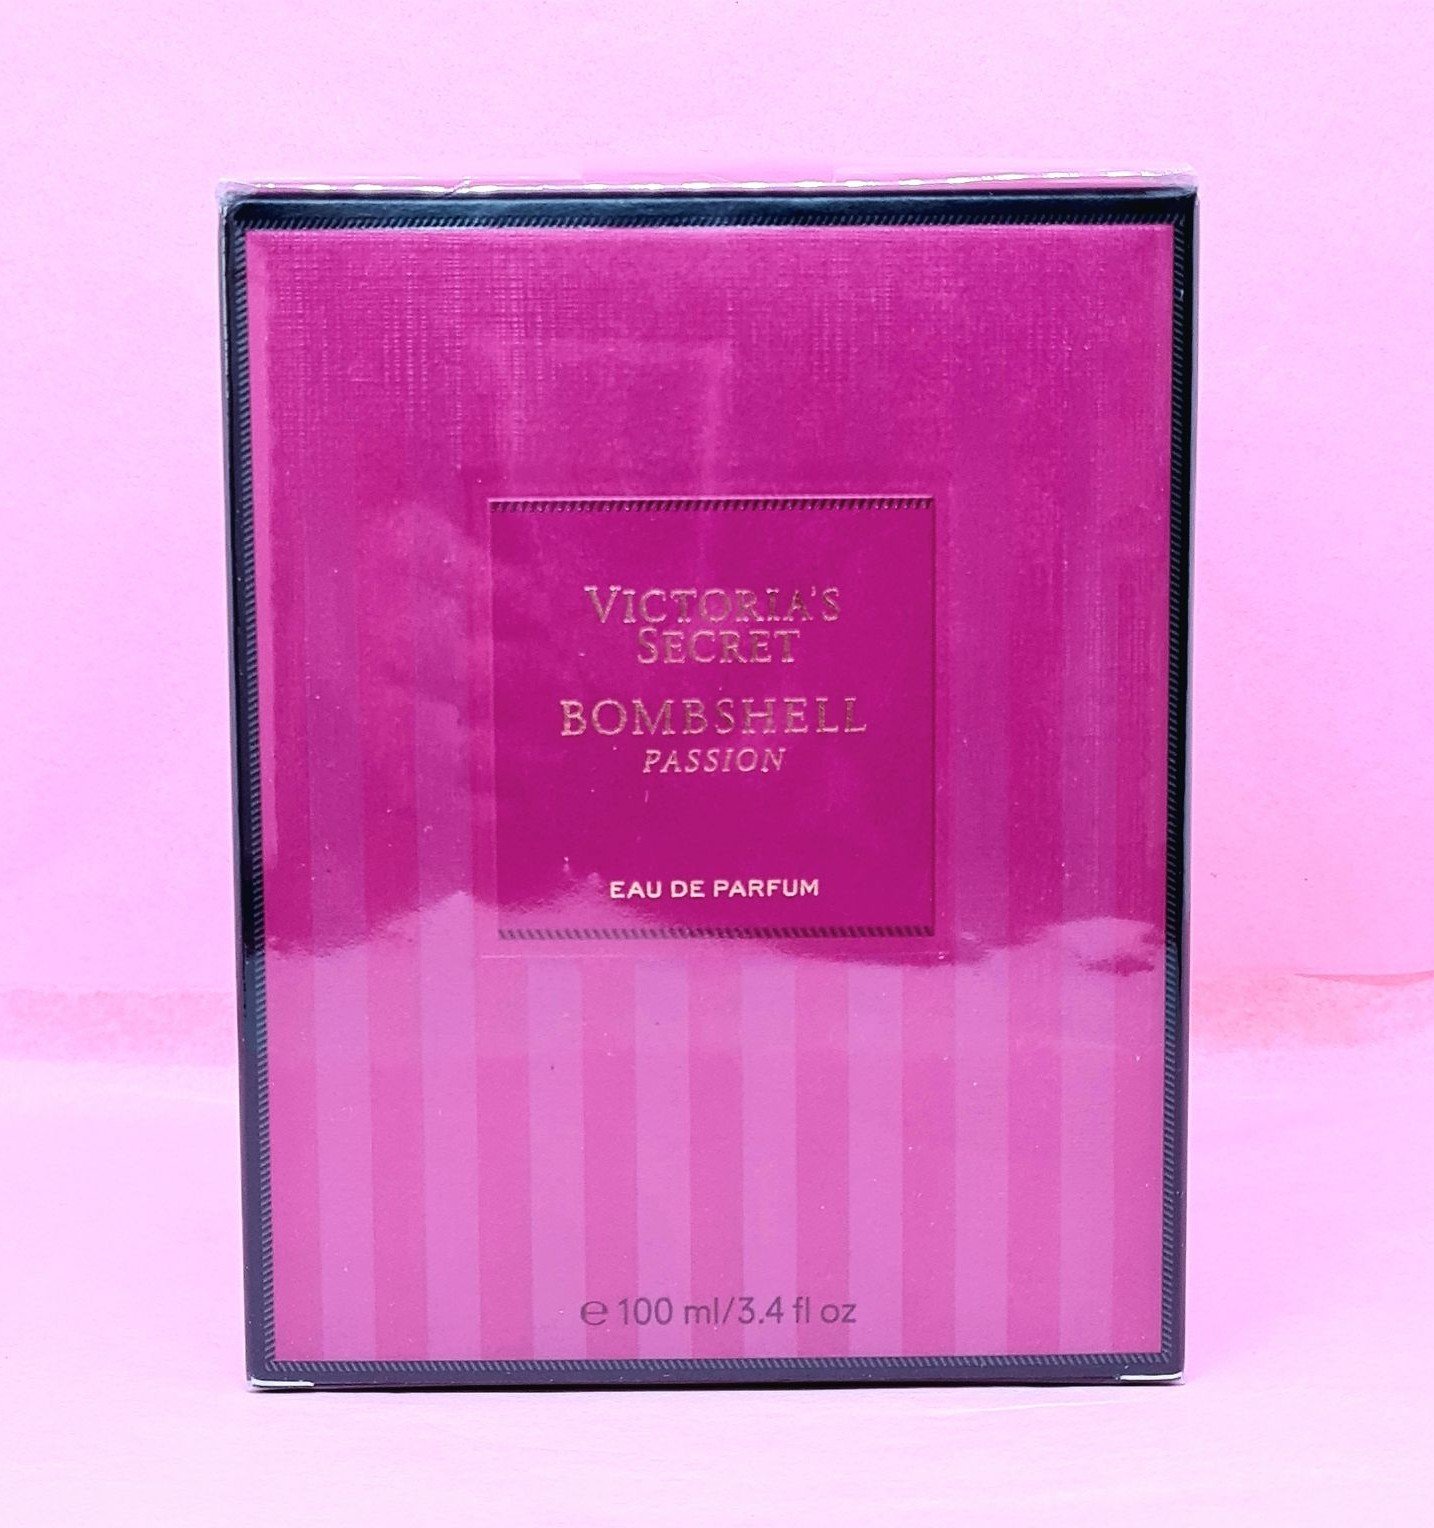 VICTORIA'S
SECRET
BOMBSHELL
PASSION
EAU DE PARFUM
℮ 100 ml/3.4 fl oz